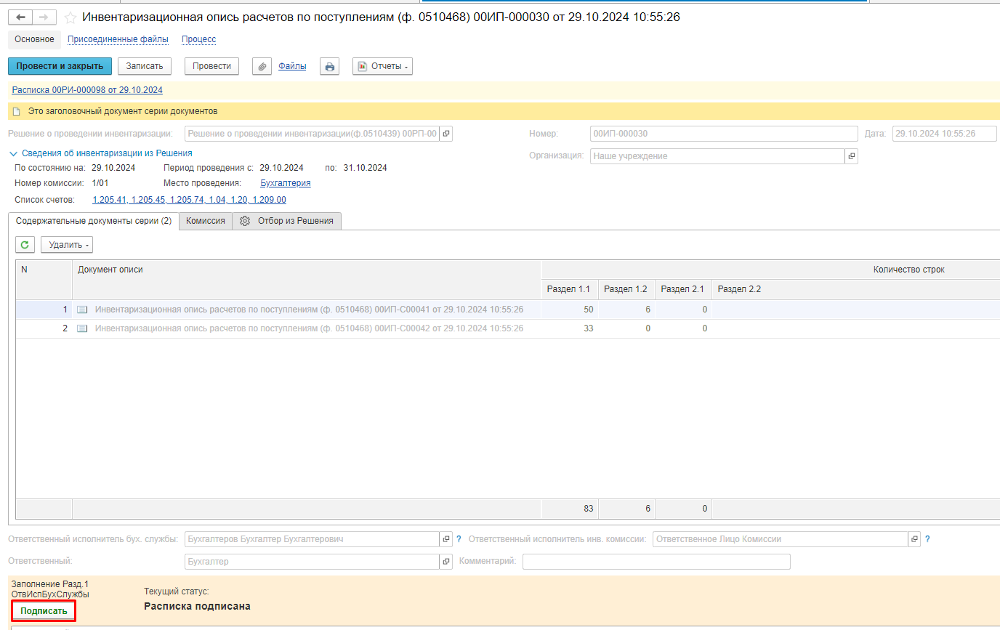 Инвентаризационная опись расчетов по поступлениям (ф. 0510468) 00ИП-000030 от 29.10.2024 10:55:26
Основное Присоединенные файлы Процесс
Провести и закрыть Записать Провести Файлы Отчеты
Расписка 00РИ-000098 от 29.10.2024
Это заголовочный документ серии документов
Решение о проведении инвентаризации: Решение о проведении инвентаризации(ф.0510439) 00РП-00 Номер: 00ИП-000030 Дата: 29.10.2024 10:55:26
Сведения об инвентаризации из Решения Организация: Наше учреждение
По состоянию на: 29.10.2024 Период проведения с: 29.10.2024 по: 31.10.2024
Номер комиссии: 1/01 Место проведения: Бухгалтерия
Список счетов: 1.205.41, 1.205.45, 1.205.74, 1.04, 1.20, 1.209.00
Содержательные документы серии (2) Комиссия Отбор из Решения
Удалить
N Документ описи Количество строк
Раздел 1.1 Раздел 1.2 Раздел 2.1 Раздел 2.2
1 Инвентаризационная опись расчетов по поступлениям (ф. 0510468) 00ИП-С00041 от 29.10.2024 10:55:26 50 6 0
2 Инвентаризационная опись расчетов по поступлениям (ф. 0510468) 00ИП-С00042 от 29.10.2024 10:55:26 33 0 0
83 6 0
Ответственный исполнитель бух. службы: Бухгалтеров Бухгалтер Бухгалтерович ? Ответственный исполнитель инв. комиссии: Ответственное Лицо Комиссии ?
Ответственный: Бухгалтер Комментарий:
Заполнение Разд.1
ОтвИспБухСлужбы
Подписать
Текущий статус:
Расписка подписана